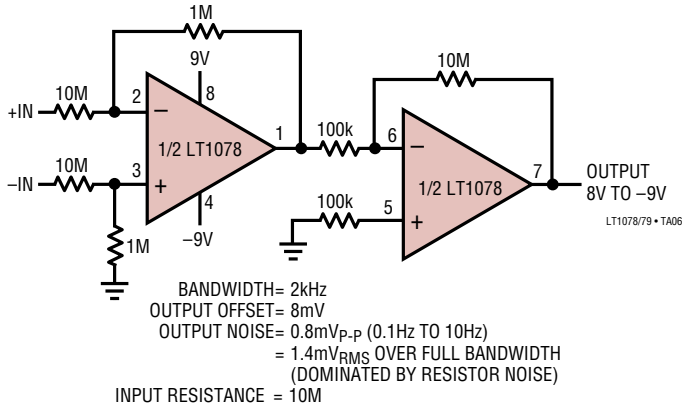 1M
9V
10M
10M
+IN
2
−
8
1
100k
6
−
1/2 LT1078
10M
−IN
3
+
4
−9V
1M
1/2 LT1078
7
OUTPUT
8V TO −9V
100k
5
+
LT1078/79 • TA06
BANDWIDTH= 2kHz
OUTPUT OFFSET= 8mV
OUTPUT NOISE= 0.8mVP-P (0.1Hz TO 10Hz)
= 1.4mVRMS OVER FULL BANDWIDTH
(DOMINATED BY RESISTOR NOISE)
INPUT RESISTANCE = 10M